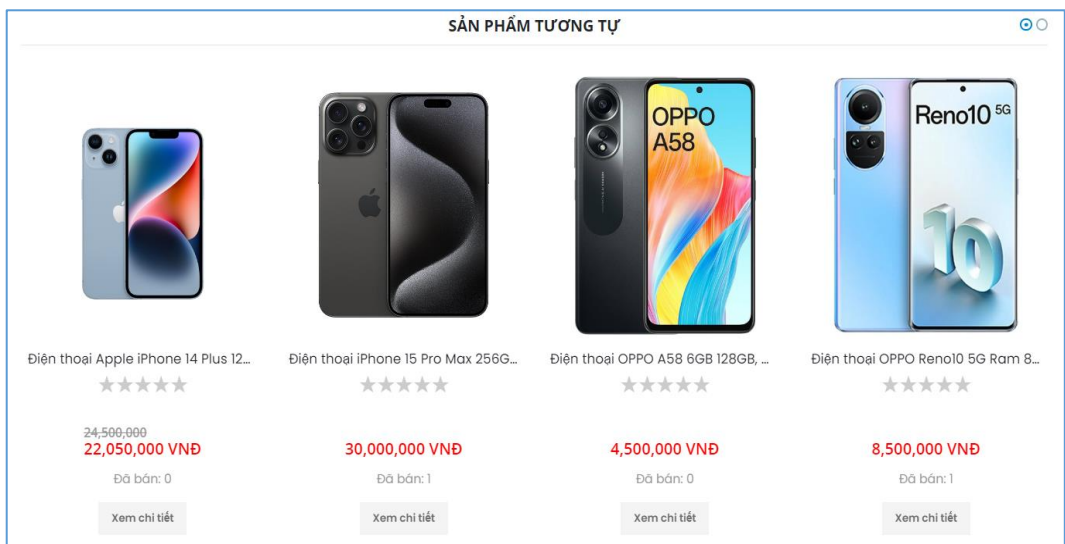 SẢN PHẨM TƯƠNG TỰ
OPPO
A58
Reno10 5G
10
Điện thoại Apple iPhone 14 Plus 12...
Điện thoại iPhone 15 Pro Max 256G...
Điện thoại OPPO A58 6GB 128GB, ...
Điện thoại OPPO Reno10 5G Ram 8...
24,500,000
22,050,000 VNĐ
30,000,000 VNĐ
4,500,000 VNĐ
8,500,000 VNĐ
Đã bán: 0
Đã bán: 1
Đã bán: 0
Đã bán: 1
Xem chi tiết
Xem chi tiết
Xem chi tiết
Xem chi tiết